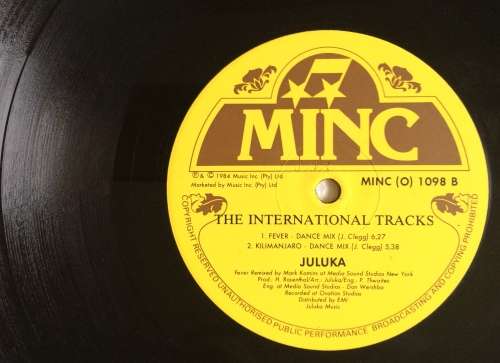 MINC
℗ & © 1984 Music Inc (Pty) Ltd
Marketed by Music Inc (Pty) Ltd
MINC (O) 1098 B
THE INTERNATIONAL TRACKS
1. FEVER - DANCE MIX (J. Clegg) 6,27
2. KILIMANJARO - DANCE MIX (J. Clegg) 5,38
JULUKA
Fever Remixed by Mark Kamins at Media Sound Studios New York
Prod.: H. Rosenthal/Arr.: Juluka/Eng.: P. Thwaites
Eng. at Media Sound Studios - Don Wershba
Recorded at Ovation Studios
Distributed by EMI
Juluka Music
COPYRIGHT RESERVED UNAUTHORISED PUBLIC PERFORMANCE BROADCASTING AND COPYING PROHIBITED